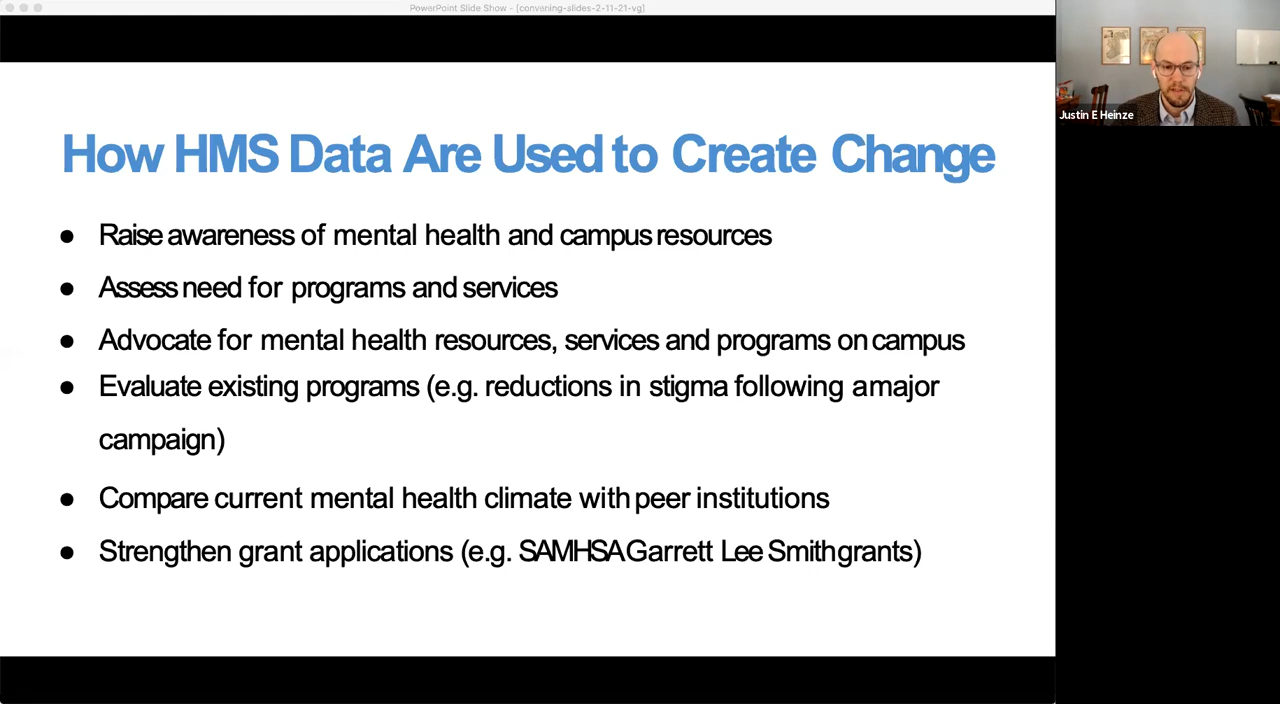 PowerPoint Slide Show - [convening-slides-2-11-21-vg]
How HMS Data Are Used to Create Change
● Raise awareness of mental health and campus resources
● Assess need for programs and services
● Advocate for mental health resources, services and programs on campus
● Evaluate existing programs (e.g. reductions in stigma following a major
campaign)
● Compare current mental health climate with peer institutions
● Strengthen grant applications (e.g. SAMHSA Garrett Lee Smith grants)
Justin E Heinze